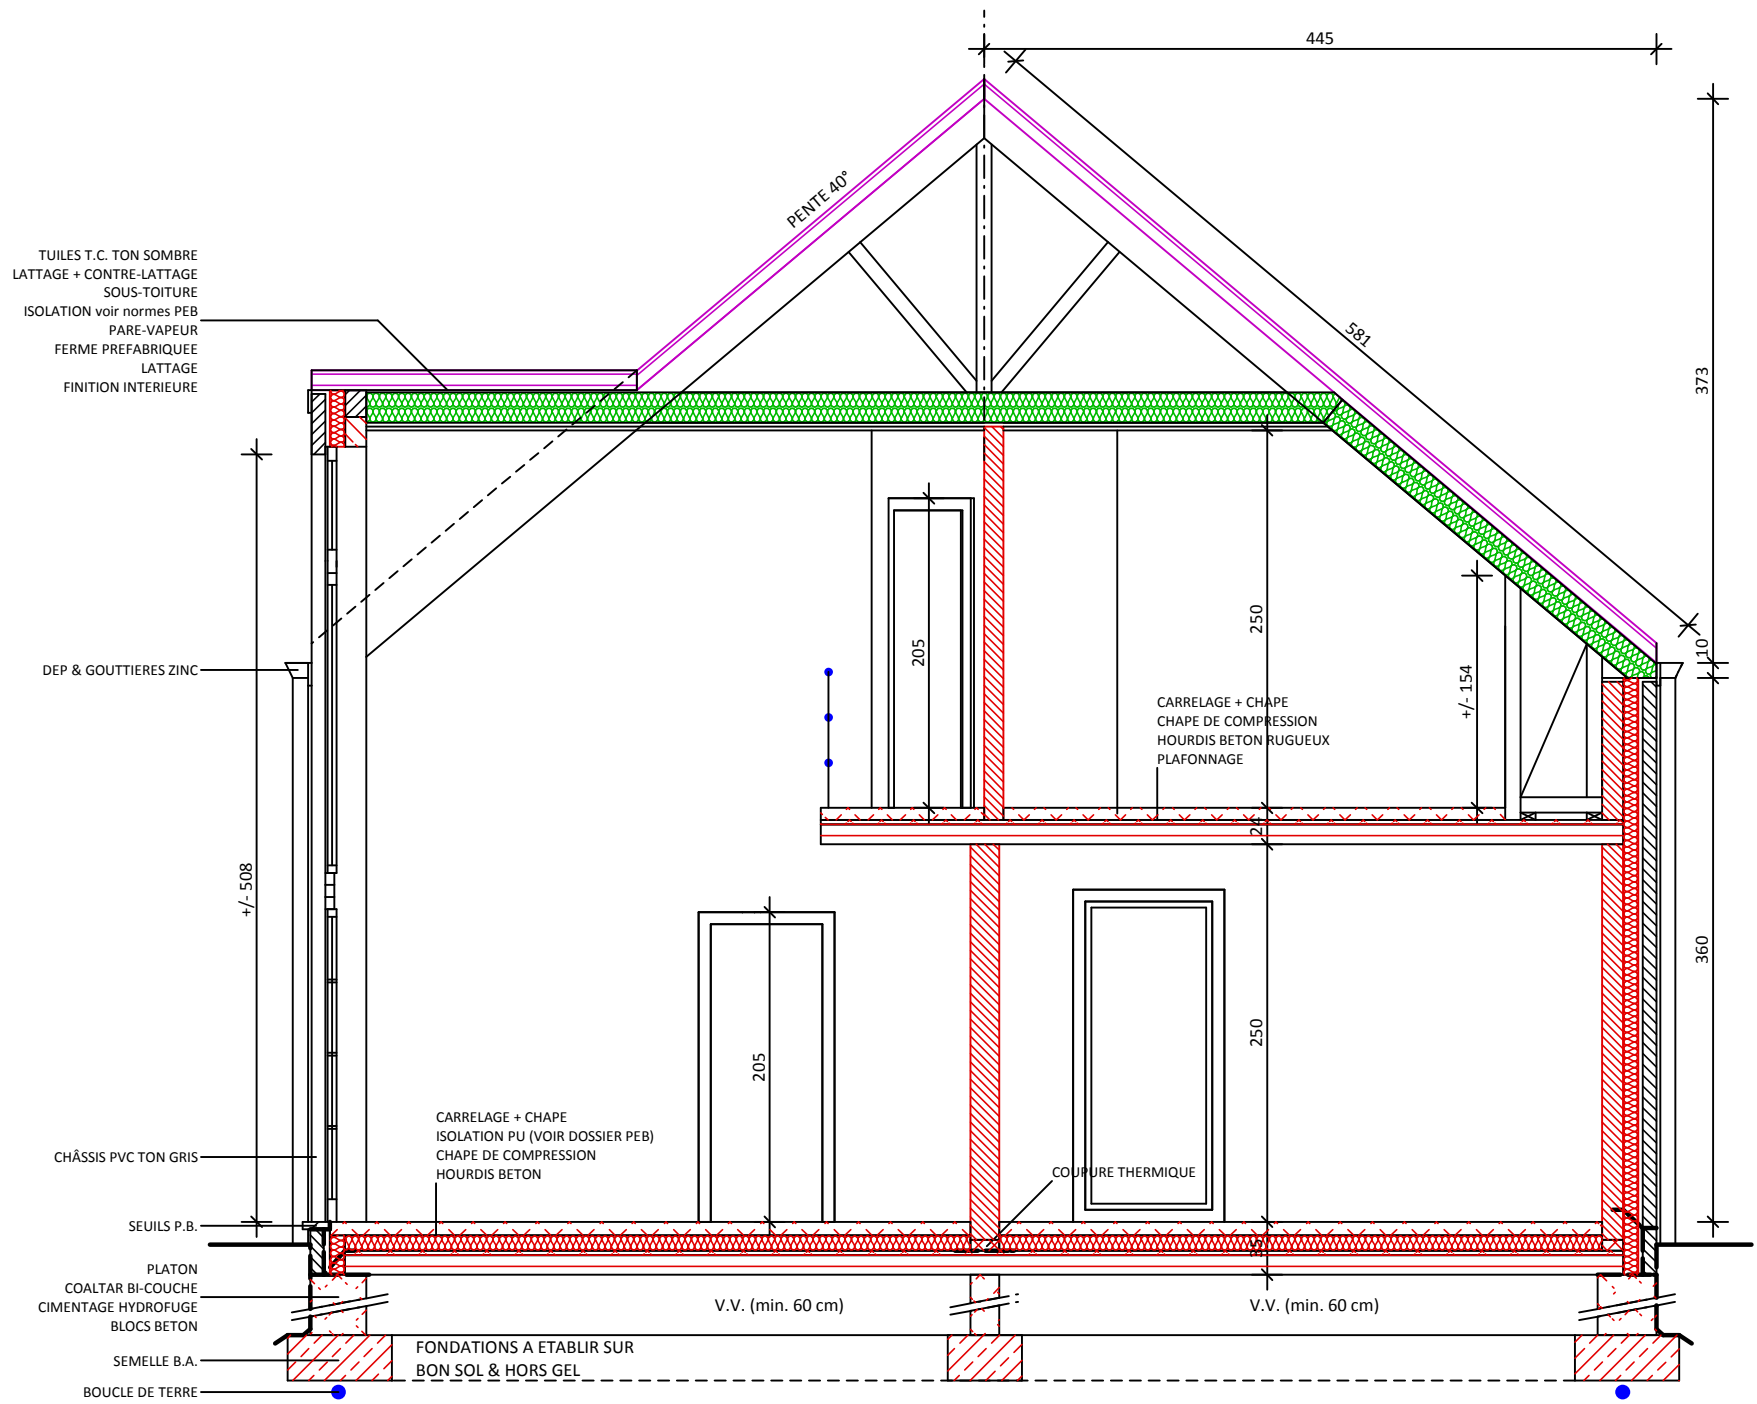 445
PENTE 40°
TUILES T.C. TON SOMBRE
LATTAGE + CONTRE-LATTAGE
SOUS-TOITURE
ISOLATION voir normes PEB
PARE-VAPEUR
FERME PREFABRIQUEE
LATTAGE
FINITION INTERIEURE
581
373
10
250
205
+/- 154
DEP & GOUTTIERES ZINC
CARRELAGE + CHAPE
CHAPE DE COMPRESSION
HOURDIS BETON RUGUEUX
PLAFONNAGE
24
+/- 508
360
250
205
CARRELAGE + CHAPE
ISOLATION PU (VOIR DOSSIER PEB)
CHAPE DE COMPRESSION
HOURDIS BETON
CHÂSSIS PVC TON GRIS
COUPURE THERMIQUE
SEUILS P.B.
35
PLATON
COALTAR BI-COUCHE
CIMENTAGE HYDROFUGE
BLOCS BETON
V.V. (min. 60 cm)
V.V. (min. 60 cm)
SEMELLE B.A.
FONDATIONS A ETABLIR SUR
BON SOL & HORS GEL
BOUCLE DE TERRE